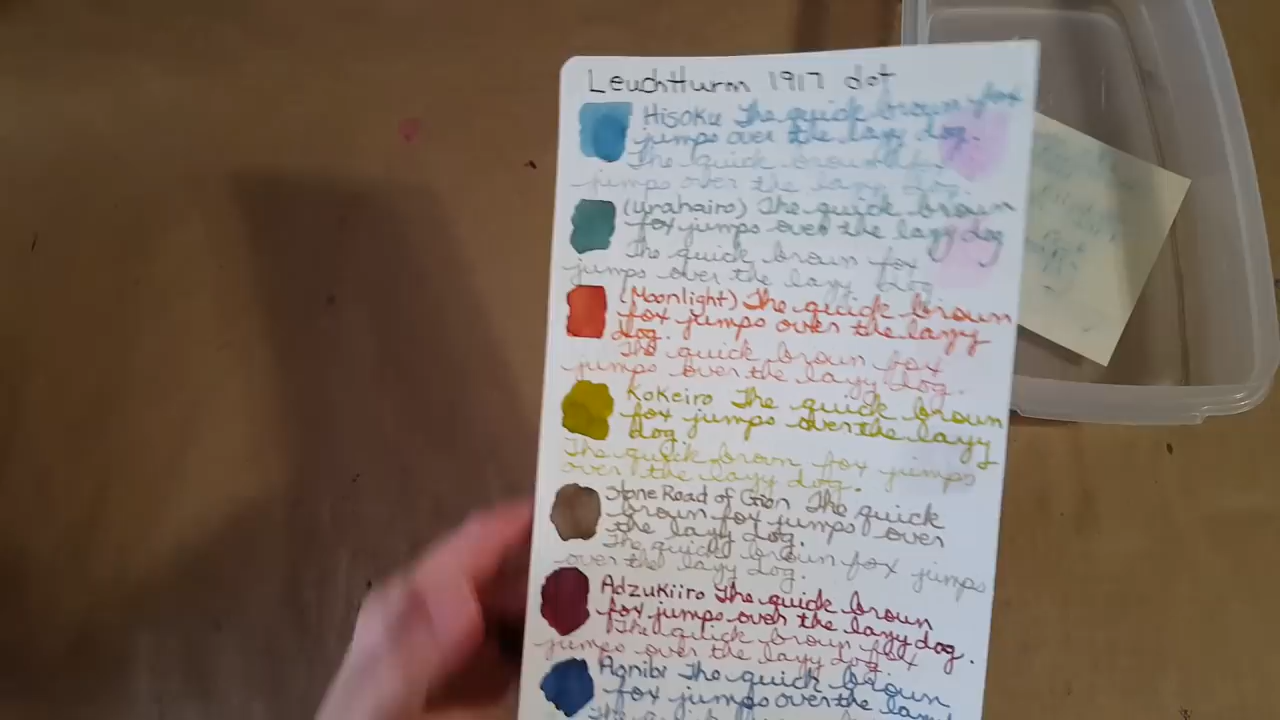 Leuchtturm 1917 dot
Hisoku The quick brown fox
jumps over the lazy dog.
The quick brown fox
jumps over the lazy dog.
(Urahairo) The quick brown
fox jumps over the lazy dog
The quick brown fox
jumps over the lazy dog
(Moonlight) The quick brown
fox jumps over the lazy
dog.
The quick brown fox
jumps over the lazy dog.
Kokeiro The quick brown
fox jumps over the lazy
dog.
The quick brown fox jumps
over the lazy dog.
Stone Road of Gion The quick
brown fox jumps over
the lazy dog.
The quick brown fox jumps
over the lazy dog.
Adzukiiro The quick brown
fox jumps over the lazy dog.
The quick brown fox
jumps over the lazy dog
Agnibi The quick brown
fox jumps over the lazy
The quick brown fox